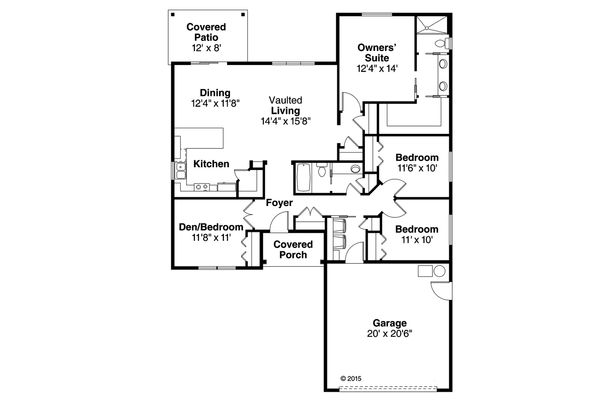 Covered
Patio
12' x 8'
Owners'
Suite
12'4" x 14'
Dining
12'4" x 11'8"
Vaulted
Living
14'4" x 15'8"
Kitchen
Bedroom
11'6" x 10'
Foyer
Den/Bedroom
11'8" x 11'
Covered
Porch
Bedroom
11' x 10'
Garage
20' x 20'6"
© 2015